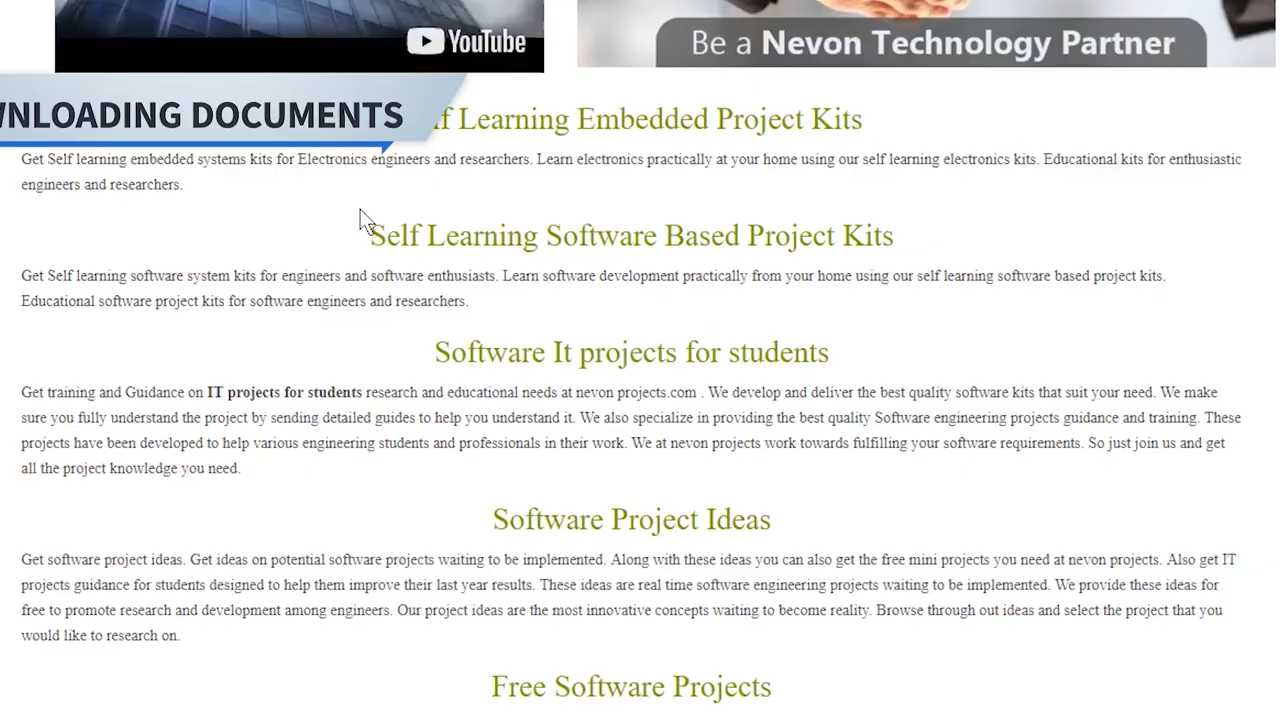 YouTube
Be a Nevon Technology Partner
WNLOADING DOCUMENTS
lf Learning Embedded Project Kits
Get Self learning embedded systems kits for Electronics engineers and researchers. Learn electronics practically at your home using our self learning electronics kits. Educational kits for enthusiastic
engineers and researchers.
Self Learning Software Based Project Kits
Get Self learning software system kits for engineers and software enthusiasts. Learn software development practically from your home using our self learning software based project kits.
Educational software project kits for software engineers and researchers.
Software It projects for students
Get training and Guidance on IT projects for students research and educational needs at nevon projects.com . We develop and deliver the best quality software kits that suit your need. We make
sure you fully understand the project by sending detailed guides to help you understand it. We also specialize in providing the best quality Software engineering projects guidance and training. These
projects have been developed to help various engineering students and professionals in their work. We at nevon projects work towards fulfilling your software requirements. So just join us and get
all the project knowledge you need.
Software Project Ideas
Get software project ideas. Get ideas on potential software projects waiting to be implemented. Along with these ideas you can also get the free mini projects you need at nevon projects. Also get IT
projects guidance for students designed to help them improve their last year results. These ideas are real time software engineering projects waiting to be implemented. We provide these ideas for
free to promote research and development among engineers. Our project ideas are the most innovative concepts waiting to become reality. Browse through out ideas and select the project that you
would like to research on.
Free Software Projects